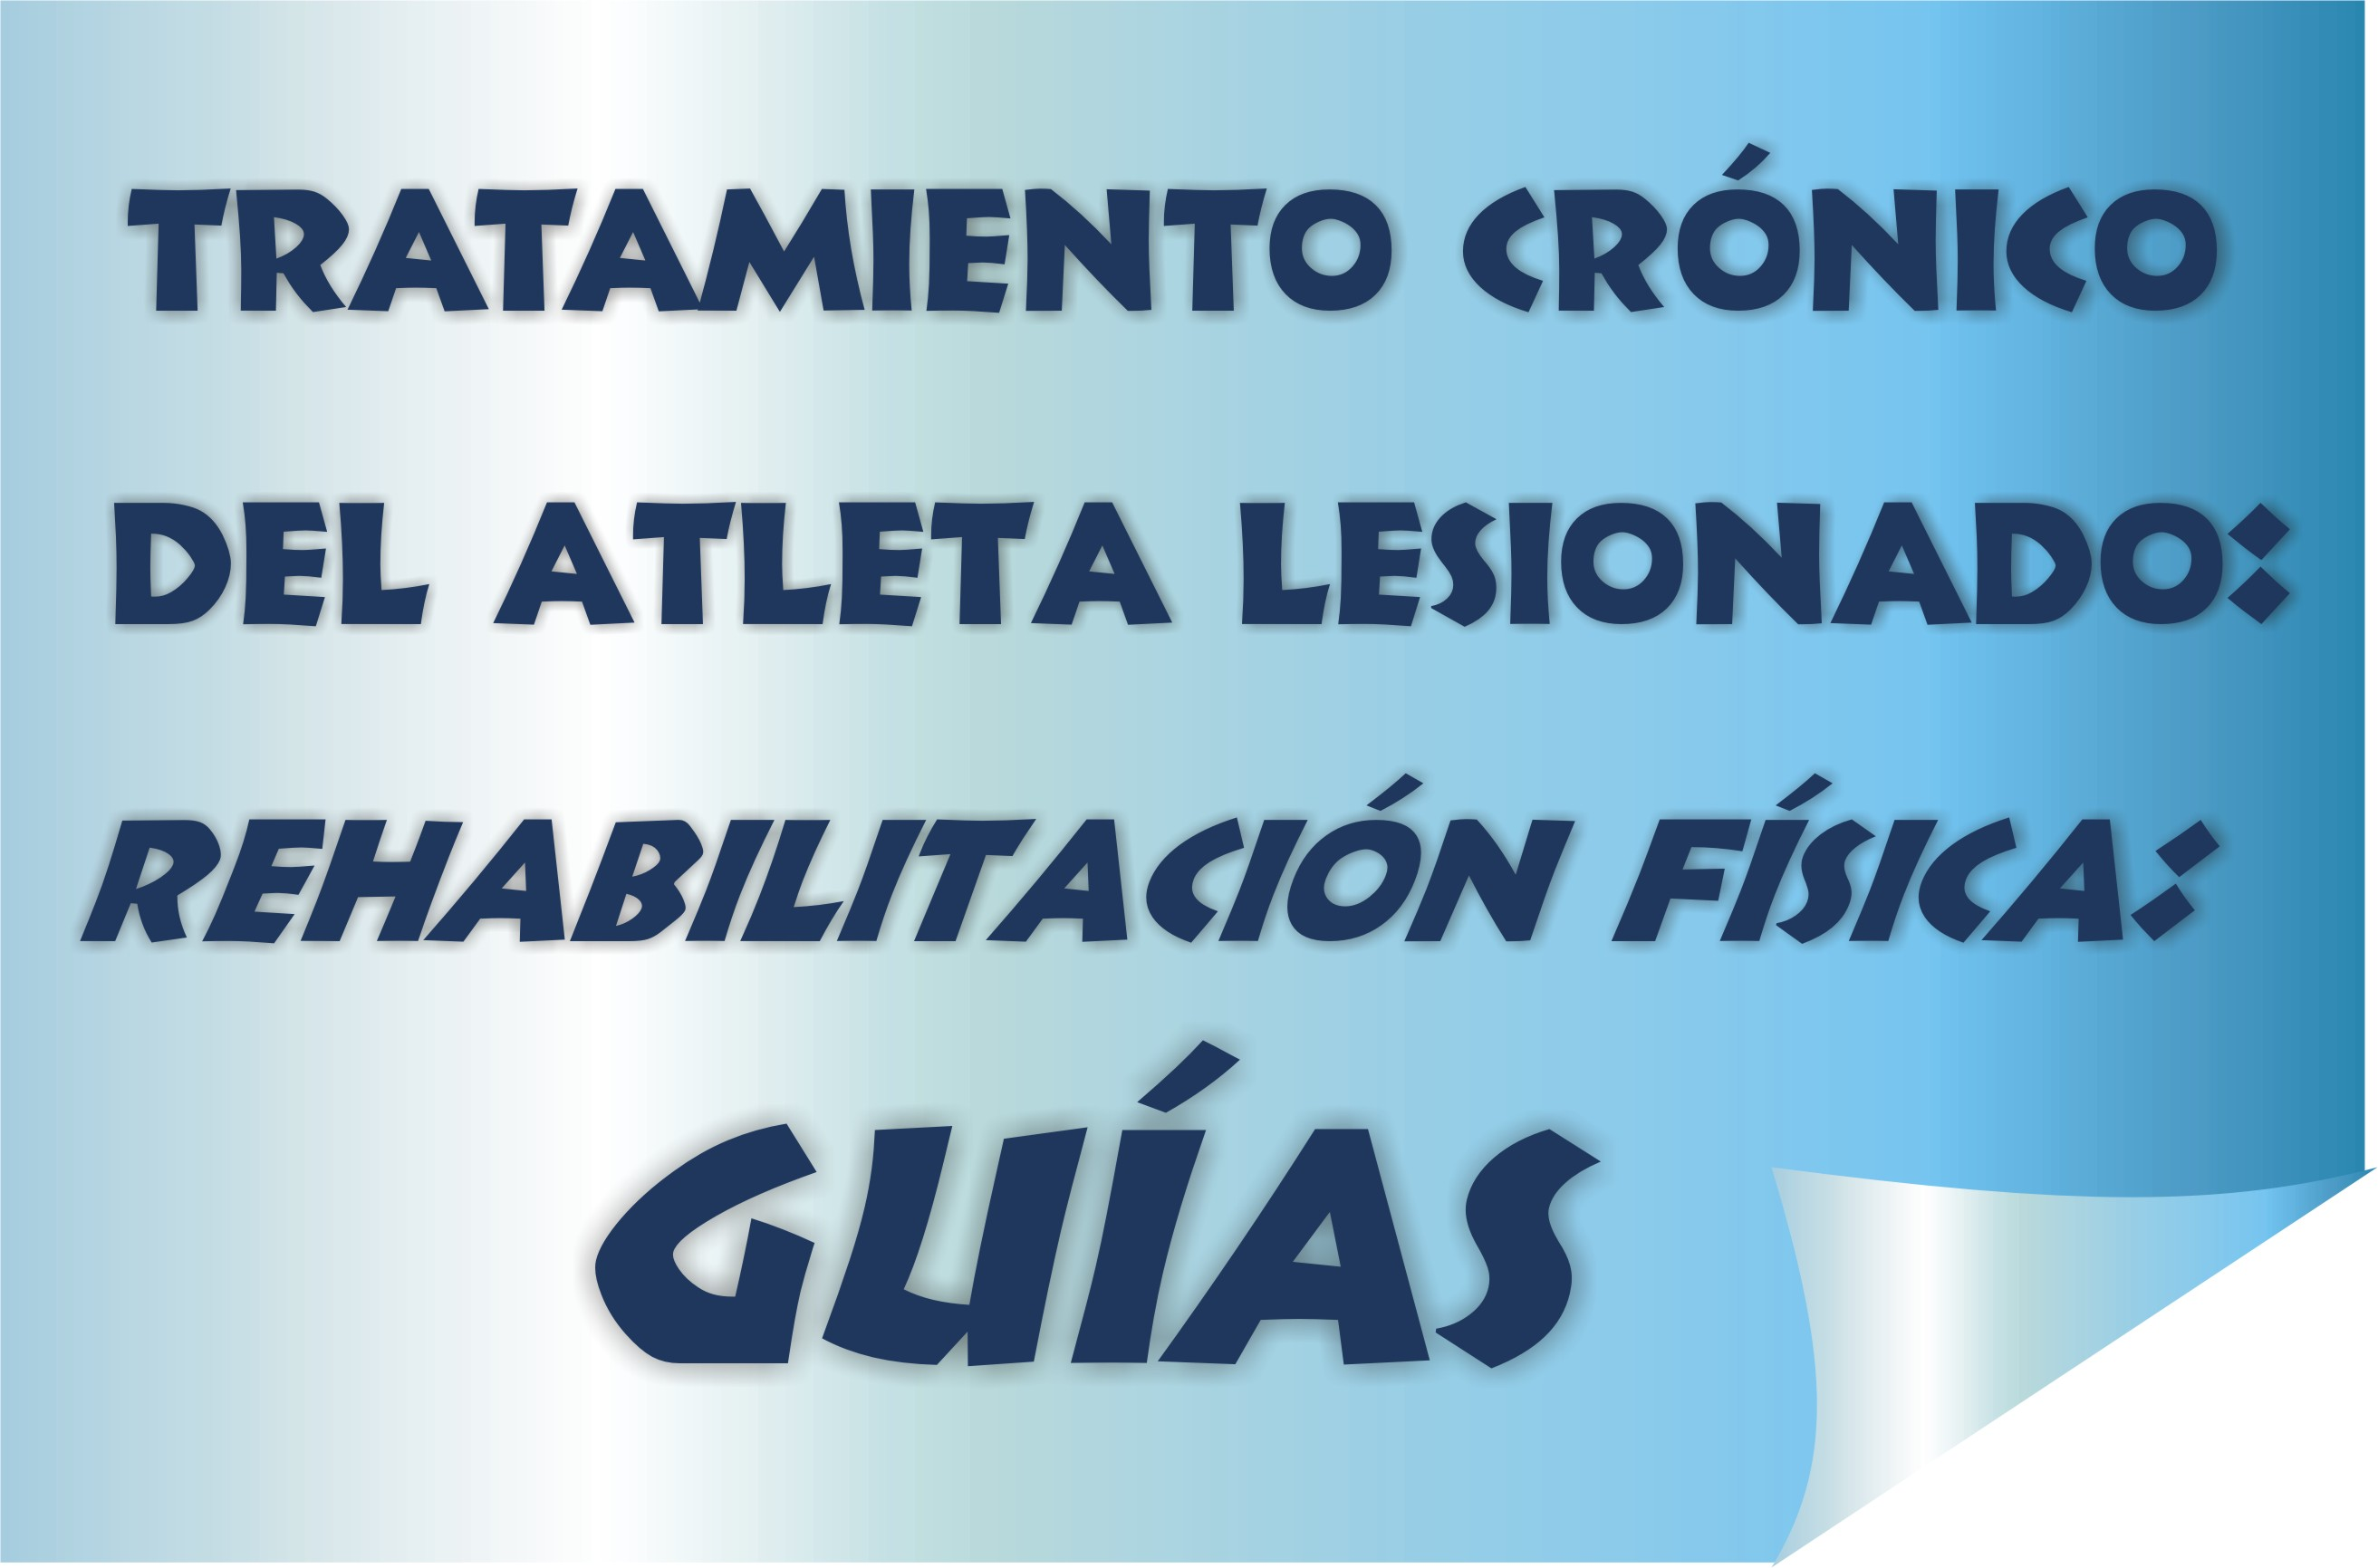 TRATAMIENTO CRÓNICO
DEL ATLETA LESIONADO:
REHABILITACIÓN FÍSICA:
GUÍAS